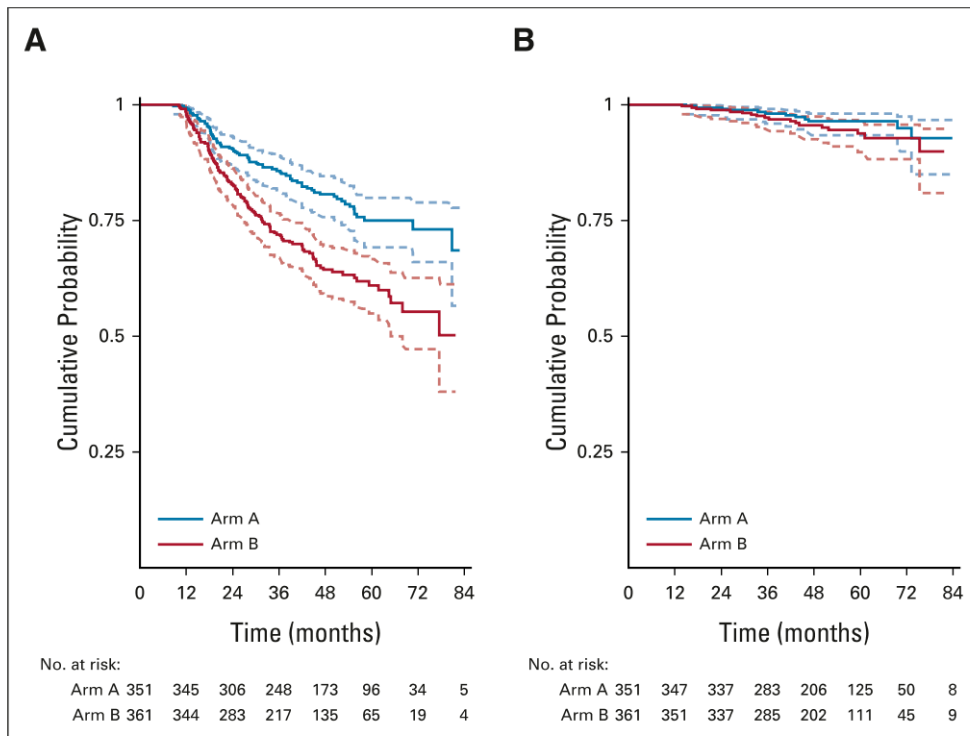 A
Cumulative Probability
1
0.75
0.5
0.25
Arm A
Arm B
0 12 24 36 48 60 72 84
Time (months)
No. at risk:
Arm A 351 345 306 248 173 96 34 5
Arm B 361 344 283 217 135 65 19 4
B
Cumulative Probability
1
0.75
0.5
0.25
Arm A
Arm B
0 12 24 36 48 60 72 84
Time (months)
No. at risk:
Arm A 351 347 337 283 206 125 50 8
Arm B 361 351 337 285 202 111 45 9